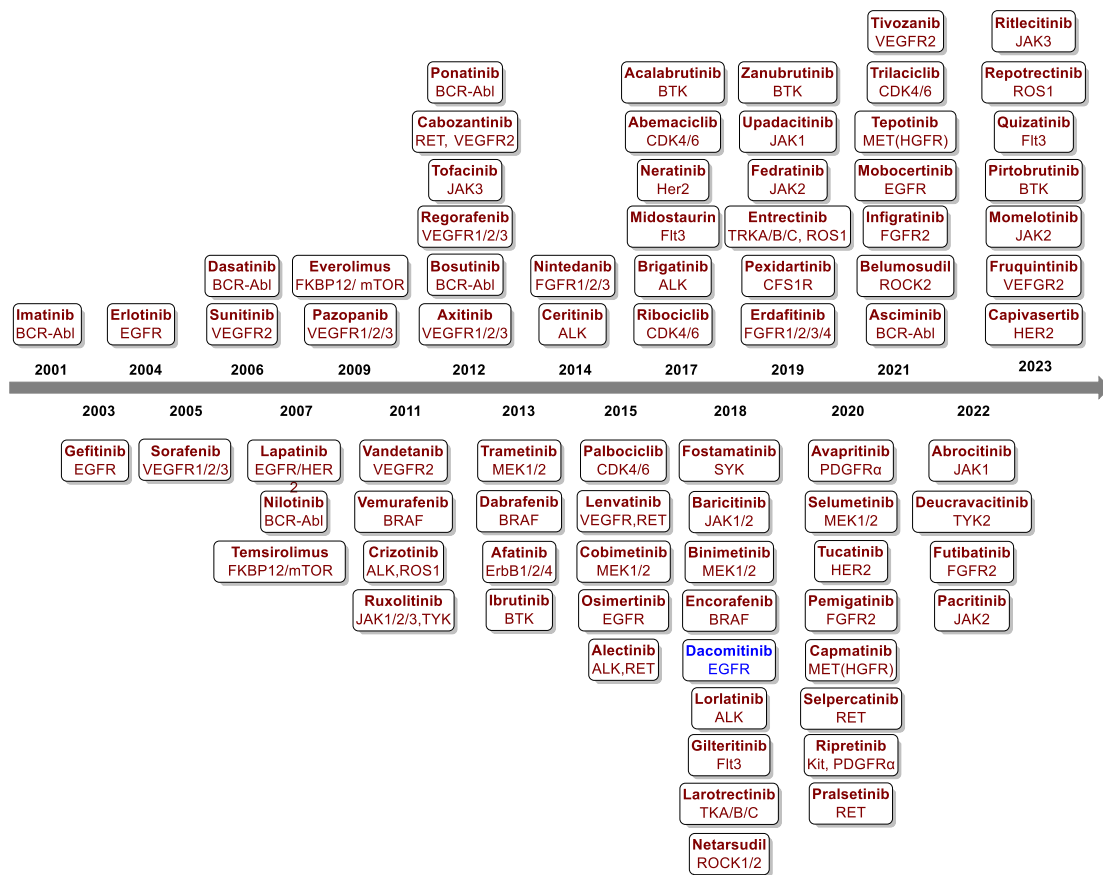 Tivozanib
VEGFR2
Ritlecitinib
JAK3
Ponatinib
BCR-Abl
Acalabrutinib
BTK
Zanubrutinib
BTK
Trilaciclib
CDK4/6
Repotrectinib
ROS1
Cabozantinib
RET, VEGFR2
Abemaciclib
CDK4/6
Upadacitinib
JAK1
Tepotinib
MET(HGFR)
Quizatinib
Flt3
Tofacinib
JAK3
Neratinib
Her2
Fedratinib
JAK2
Mobocertinib
EGFR
Pirtobrutinib
BTK
Regorafenib
VEGFR1/2/3
Midostaurin
Flt3
Entrectinib
TRKA/B/C, ROS1
Infigratinib
FGFR2
Momelotinib
JAK2
Dasatinib
BCR-Abl
Everolimus
FKBP12/ mTOR
Bosutinib
BCR-Abl
Nintedanib
FGFR1/2/3
Brigatinib
ALK
Pexidartinib
CFS1R
Belumosudil
ROCK2
Fruquintinib
VEFGR2
Imatinib
BCR-Abl
Erlotinib
EGFR
Sunitinib
VEGFR2
Pazopanib
VEGFR1/2/3
Axitinib
VEGFR1/2/3
Ceritinib
ALK
Ribociclib
CDK4/6
Erdafitinib
FGFR1/2/3/4
Asciminib
BCR-Abl
Capivasertib
HER2
2001 2004 2006 2009 2012 2014 2017 2019 2021 2023
2003 2005 2007 2011 2013 2015 2018 2020 2022
Gefitinib
EGFR
Sorafenib
VEGFR1/2/3
Lapatinib
EGFR/HER
2
Vandetanib
VEGFR2
Trametinib
MEK1/2
Palbociclib
CDK4/6
Fostamatinib
SYK
Avapritinib
PDGFRα
Abrocitinib
JAK1
Nilotinib
BCR-Abl
Vemurafenib
BRAF
Dabrafenib
BRAF
Lenvatinib
VEGFR,RET
Baricitinib
JAK1/2
Selumetinib
MEK1/2
Deucravacitinib
TYK2
Temsirolimus
FKBP12/mTOR
Crizotinib
ALK,ROS1
Afatinib
ErbB1/2/4
Cobimetinib
MEK1/2
Binimetinib
MEK1/2
Tucatinib
HER2
Futibatinib
FGFR2
Ruxolitinib
JAK1/2/3,TYK
Ibrutinib
BTK
Osimertinib
EGFR
Encorafenib
BRAF
Pemigatinib
FGFR2
Pacritinib
JAK2
Alectinib
ALK,RET
Dacomitinib
EGFR
Capmatinib
MET(HGFR)
Lorlatinib
ALK
Selpercatinib
RET
Gilteritinib
Flt3
Ripretinib
Kit, PDGFRα
Larotrectinib
TKA/B/C
Pralsetinib
RET
Netarsudil
ROCK1/2